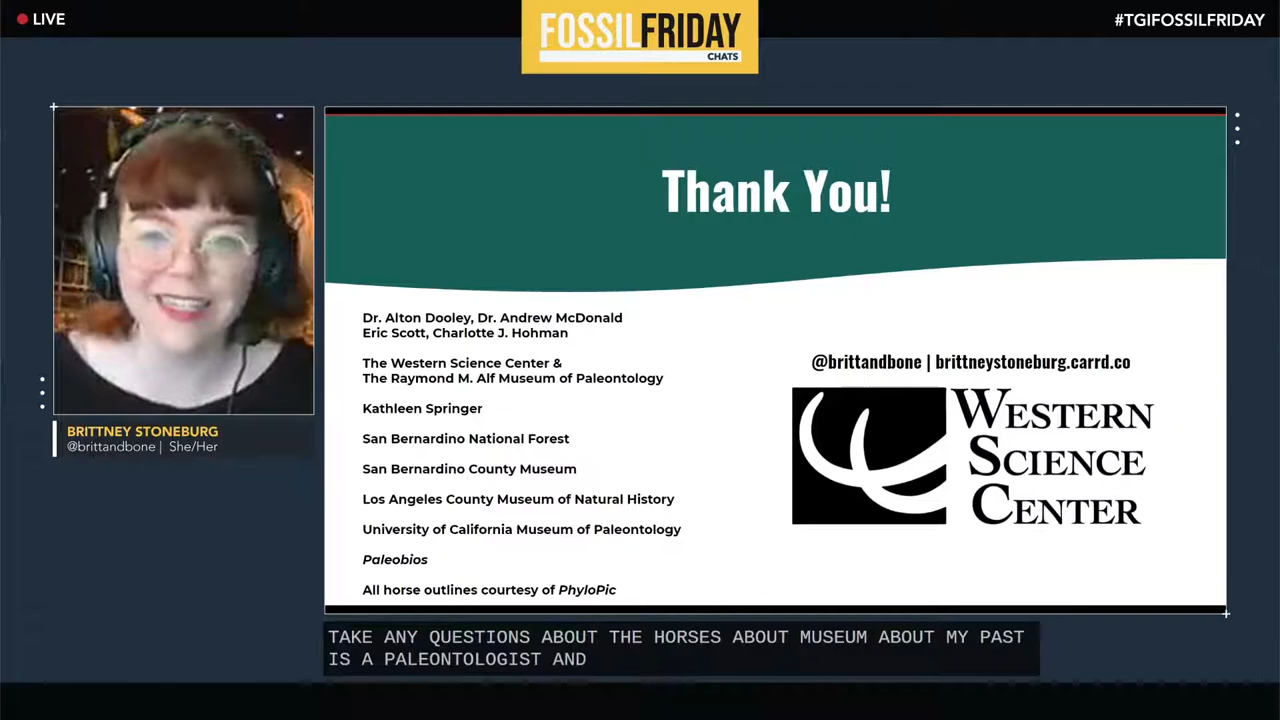 LIVE
FOSSILFRIDAY
CHATS
#TGIFOSSILFRIDAY
Thank You!
Dr. Alton Dooley, Dr. Andrew McDonald
Eric Scott, Charlotte J. Hohman
The Western Science Center &
The Raymond M. Alf Museum of Paleontology
Kathleen Springer
San Bernardino National Forest
San Bernardino County Museum
Los Angeles County Museum of Natural History
University of California Museum of Paleontology
Paleobios
All horse outlines courtesy of PhyloPic
@brittandbone | brittneystoneburg.carrd.co
WESTERN
SCIENCE
CENTER
BRITTNEY STONEBURG
@brittandbone | She/Her
TAKE ANY QUESTIONS ABOUT THE HORSES ABOUT MUSEUM ABOUT MY PAST
IS A PALEONTOLOGIST AND